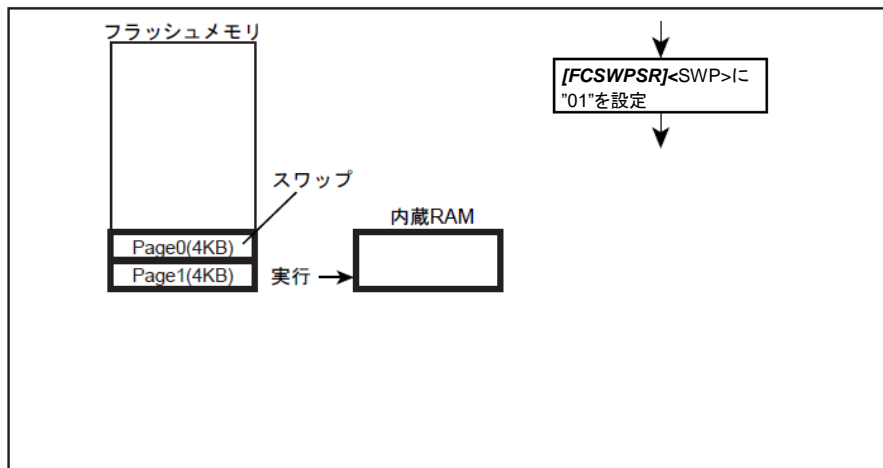 フラッシュメモリ
[FCSWPSR]<SWP>に
"01"を設定
スワップ
内蔵RAM
Page0(4KB)
Page1(4KB)
実行